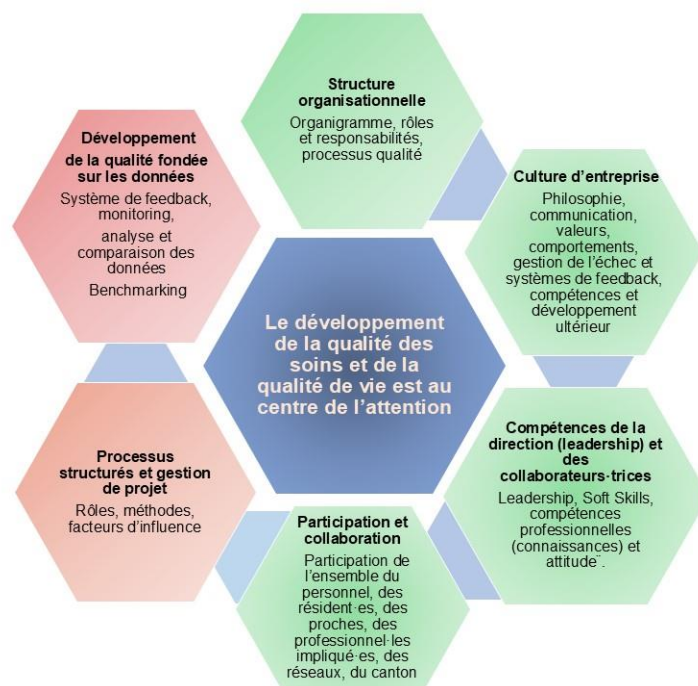 Structure
organisationnelle
Organigramme, rôles
et responsabilités,
processus qualité
Culture d'entreprise
Philosophie,
communication,
valeurs,
comportements,
gestion de l'échec et
systèmes de feedback,
compétences et
développement
ultérieur
Compétences de la
direction (leadership) et
des
collaborateurs·trices
Leadership, Soft Skills,
compétences
professionnelles
(connaissances) et
attitude¨.
Participation et
collaboration
Participation de
l'ensemble du
personnel, des
résident·es, des
proches, des
professionnel·les
impliqué·es, des
réseaux, du canton
Processus
structurés et gestion
de projet
Rôles, méthodes,
facteurs d'influence
Développement
de la qualité fondée
sur les données
Système de feedback,
monitoring,
analyse et
comparaison des
données
Benchmarking
Le développement
de la qualité des
soins et de la
qualité de vie est au
centre de l'attention